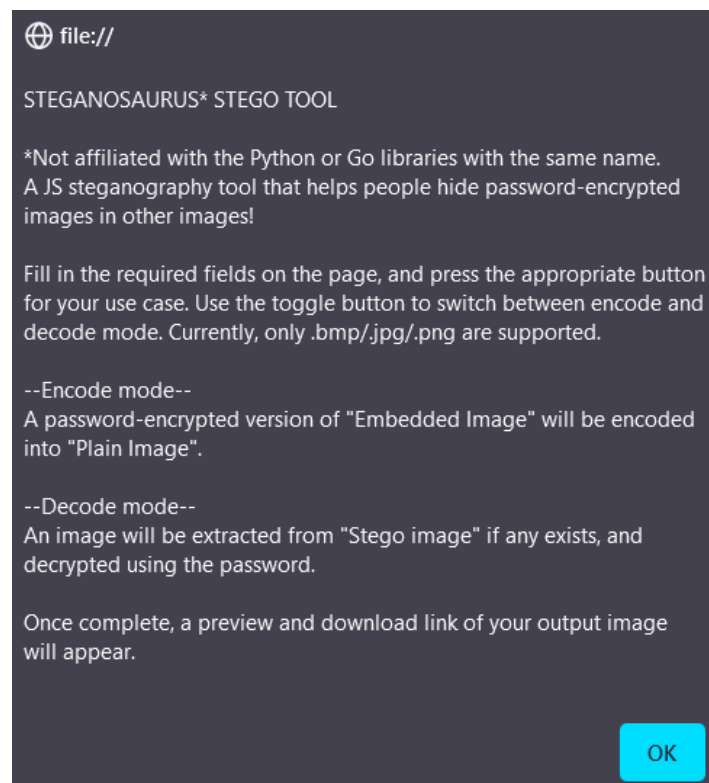 file://
STEGANOSAURUS* STEGO TOOL
*Not affiliated with the Python or Go libraries with the same name.
A JS steganography tool that helps people hide password-encrypted
images in other images!
Fill in the required fields on the page, and press the appropriate button
for your use case. Use the toggle button to switch between encode and
decode mode. Currently, only .bmp/.jpg/.png are supported.
--Encode mode--
A password-encrypted version of "Embedded Image" will be encoded
into "Plain Image".
--Decode mode--
An image will be extracted from "Stego image" if any exists, and
decrypted using the password.
Once complete, a preview and download link of your output image
will appear.
OK